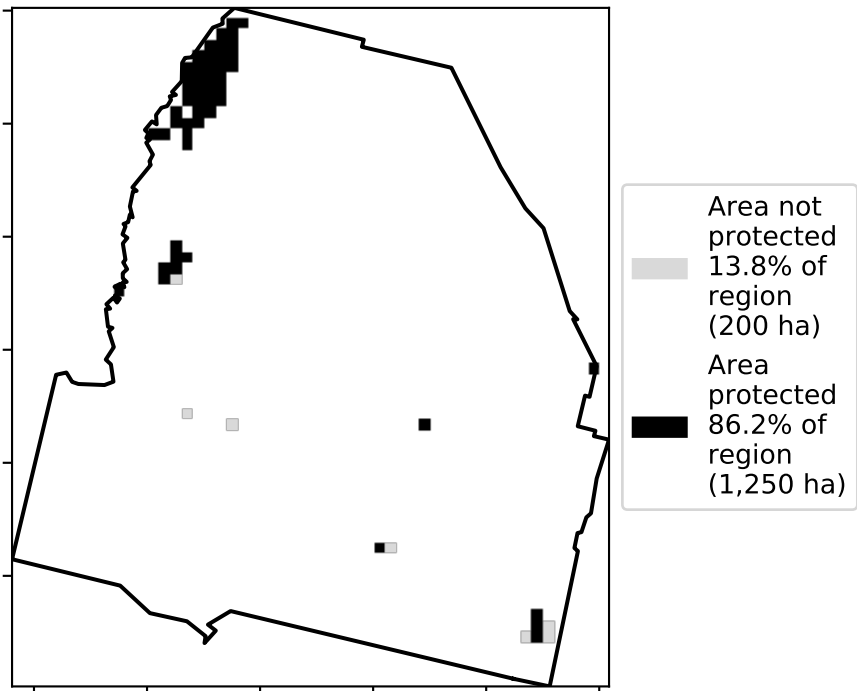 Area not
protected
13.8% of
region
(200 ha)
Area
protected
86.2% of
region
(1,250 ha)